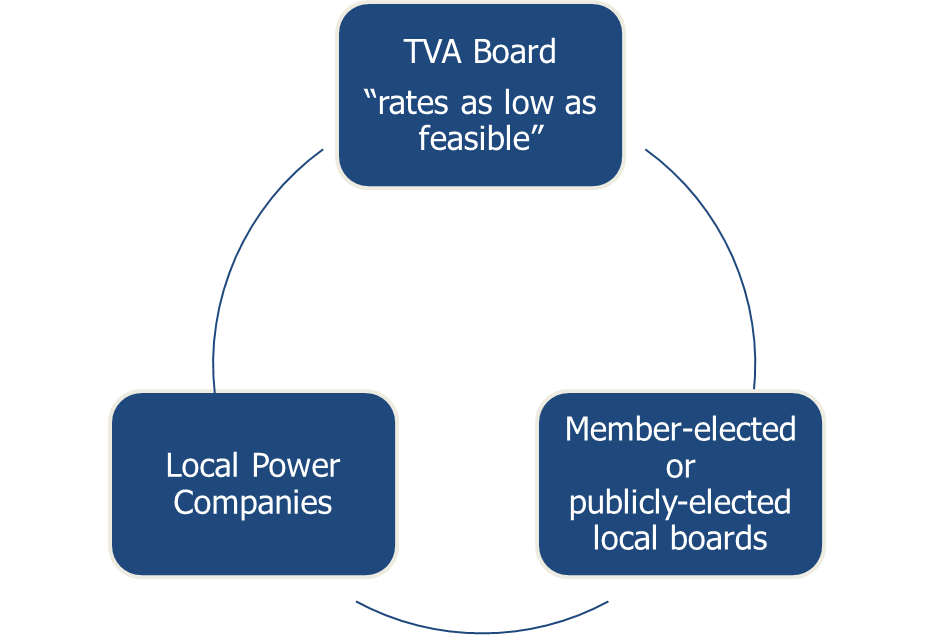 TVA Board
“rates as low as
feasible”
Local Power
Companies
Member-elected
or
publicly-elected
local boards